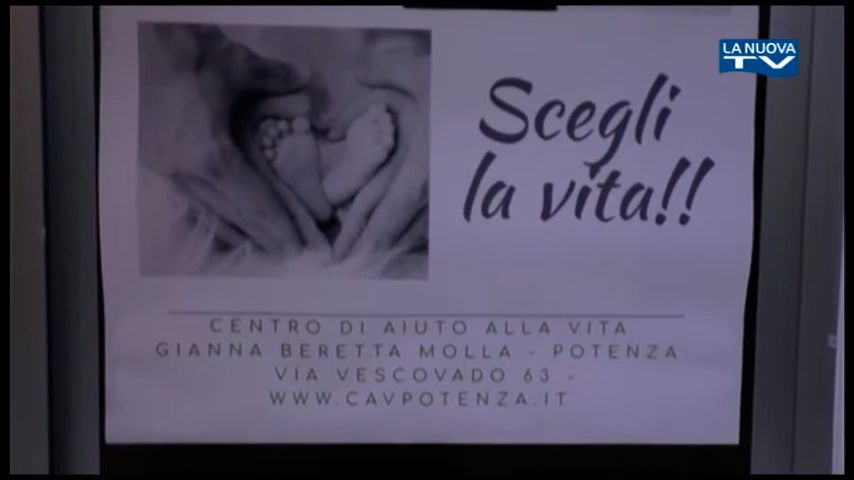 LA NUOVA
TV
Scegli
la vita!!
CENTRO DI AIUTO ALLA VITA
GIANNA BERETTA MOLLA - POTENZA
VIA VESCOVADO 63 -
WWW.CAVPOTENZA.IT